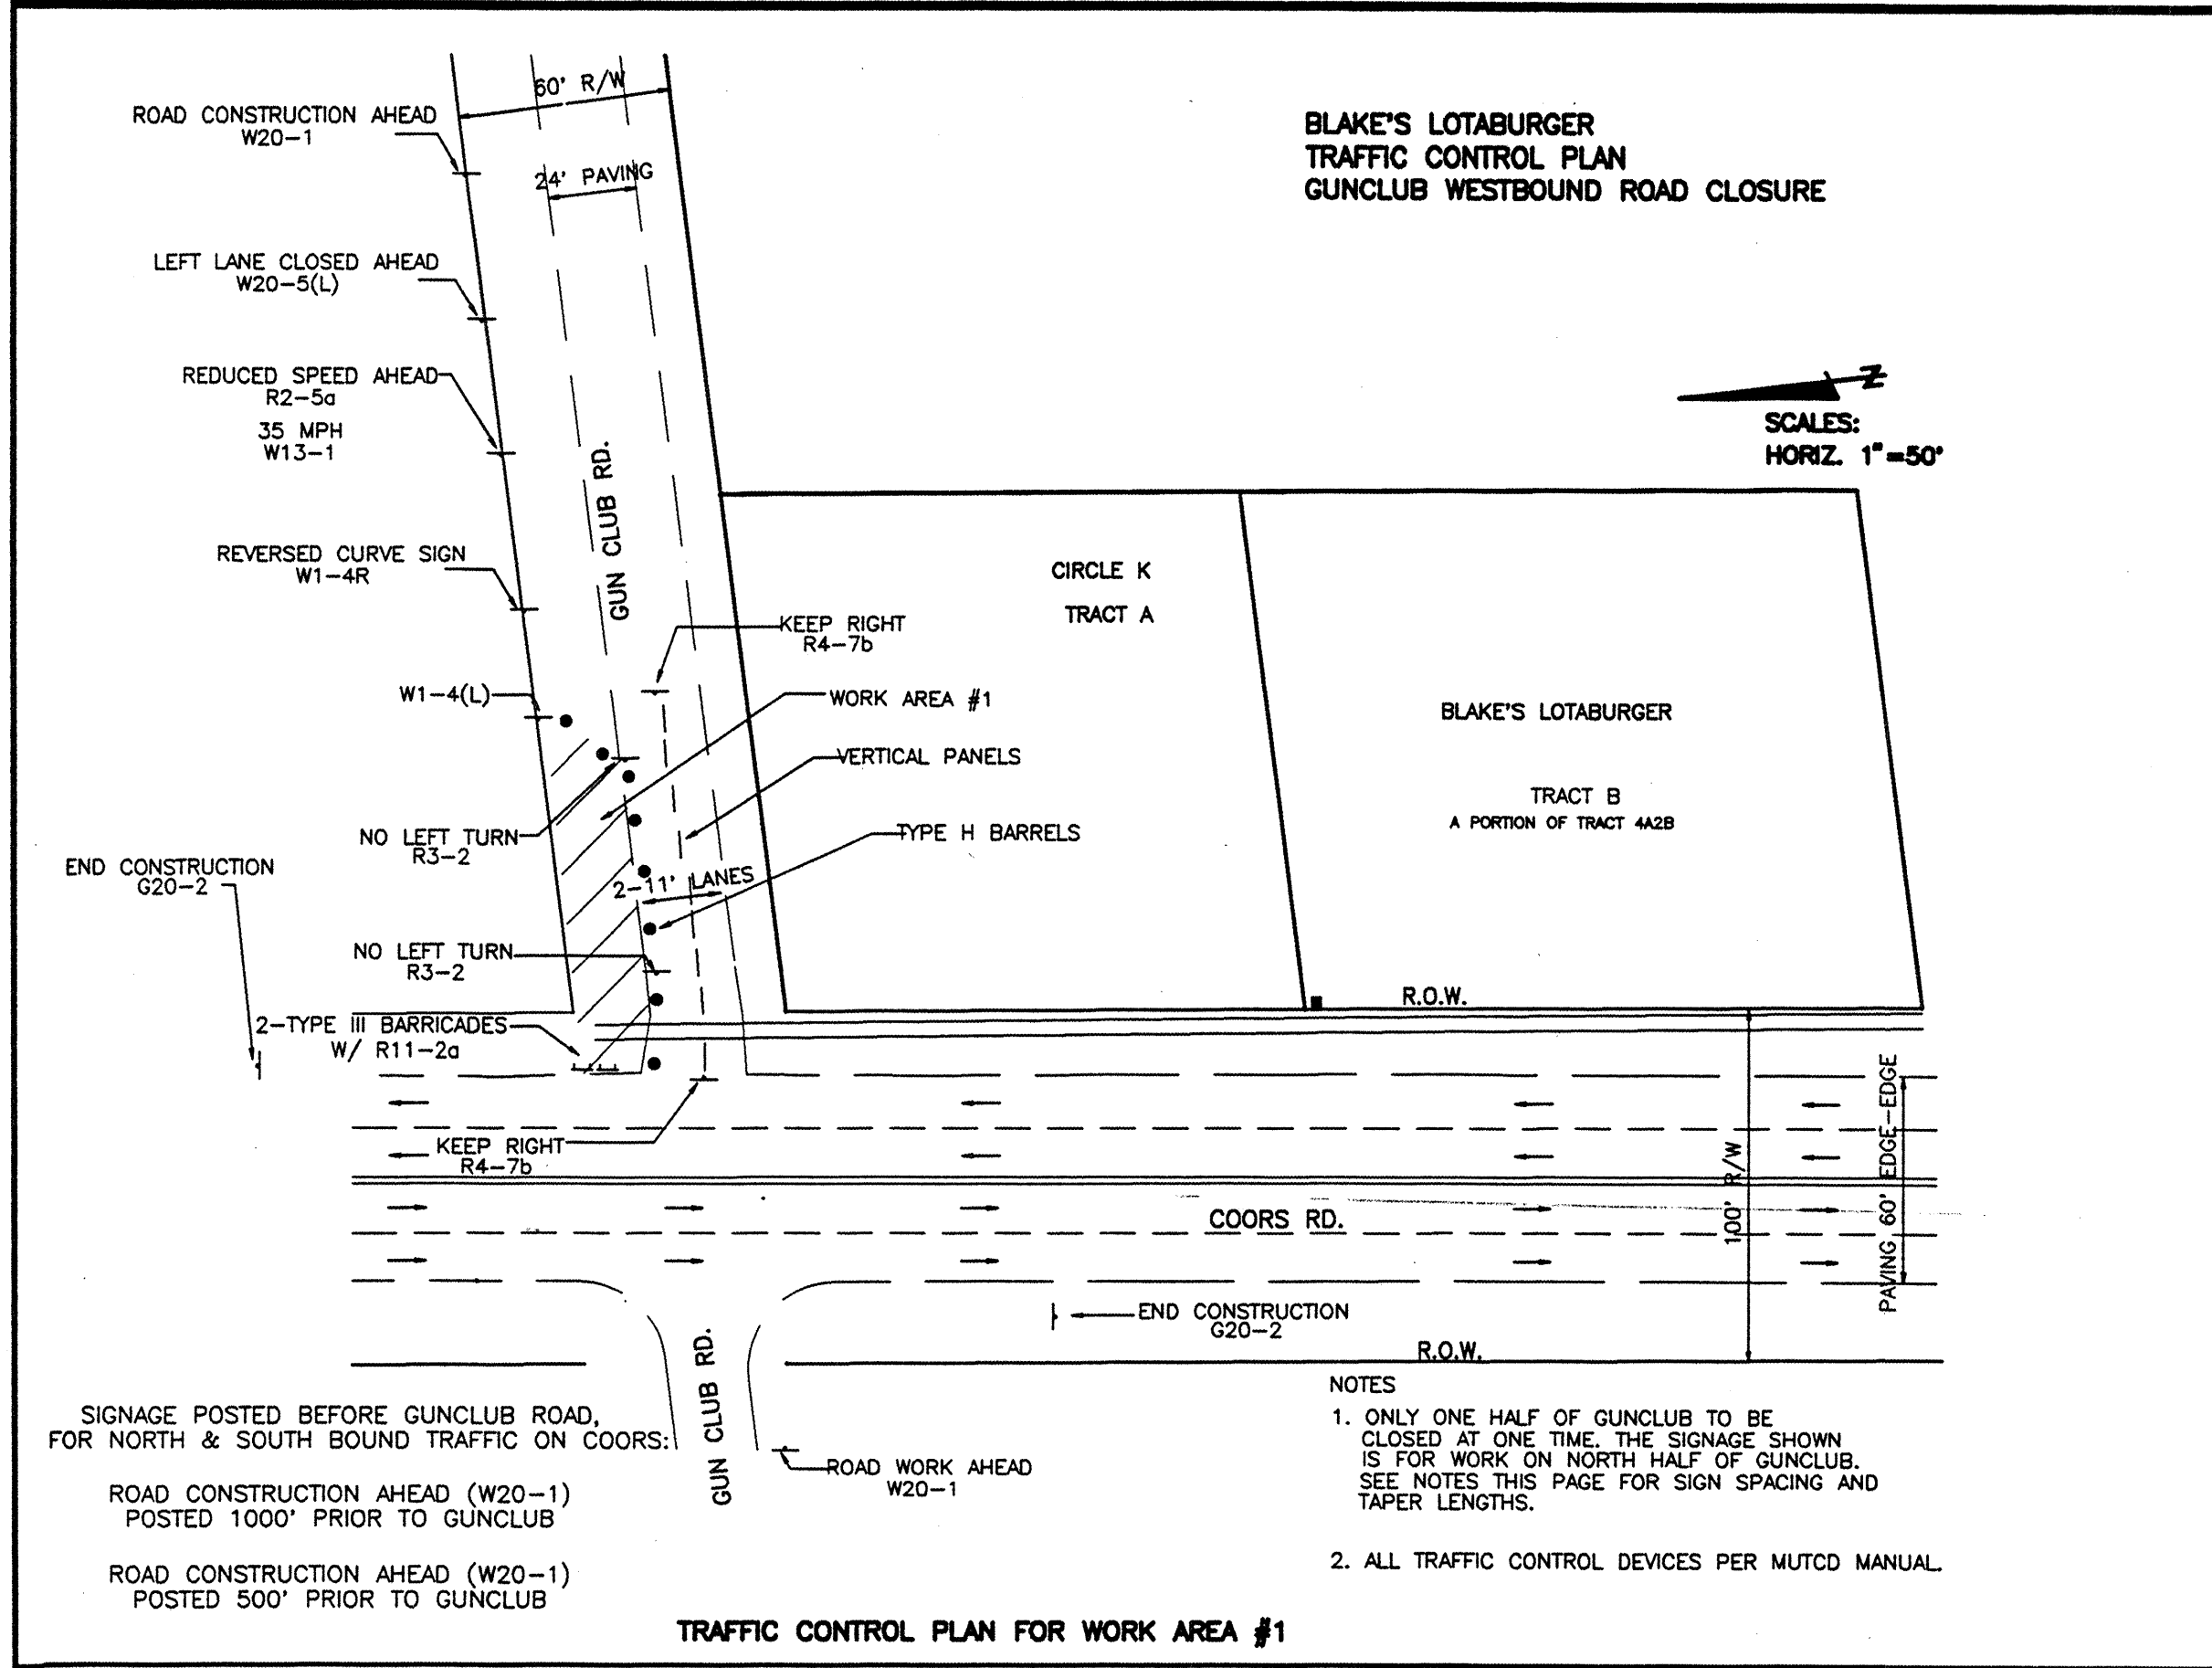 60' R/W
ROAD CONSTRUCTION AHEAD
W20-1
24' PAVING
BLAKE'S LOTABURGER
TRAFFIC CONTROL PLAN
GUNCLUB WESTBOUND ROAD CLOSURE
LEFT LANE CLOSED AHEAD
W20-5(L)
REDUCED SPEED AHEAD
R2-5a
35 MPH
W13-1
Z
SCALES:
HORIZ. 1"=50'
GUN CLUB RD.
REVERSED CURVE SIGN
W1-4R
CIRCLE K
TRACT A
KEEP RIGHT
R4-7b
W1-4(L)
WORK AREA #1
BLAKE'S LOTABURGER
VERTICAL PANELS
TRACT B
A PORTION OF TRACT 4A2B
NO LEFT TURN
R3-2
TYPE H BARRELS
END CONSTRUCTION
G20-2
2-11' LANES
NO LEFT TURN
R3-2
R.O.W.
2-TYPE III BARRICADES
W/ R11-2a
KEEP RIGHT
R4-7b
COORS RD.
100' R/W
PAVING 60' EDGE-EDGE
END CONSTRUCTION
G20-2
R.O.W.
GUN CLUB RD.
ROAD WORK AHEAD
W20-1
SIGNAGE POSTED BEFORE GUNCLUB ROAD,
FOR NORTH & SOUTH BOUND TRAFFIC ON COORS:
ROAD CONSTRUCTION AHEAD (W20-1)
POSTED 1000' PRIOR TO GUNCLUB
ROAD CONSTRUCTION AHEAD (W20-1)
POSTED 500' PRIOR TO GUNCLUB
NOTES
1. ONLY ONE HALF OF GUNCLUB TO BE
CLOSED AT ONE TIME. THE SIGNAGE SHOWN
IS FOR WORK ON NORTH HALF OF GUNCLUB.
SEE NOTES THIS PAGE FOR SIGN SPACING AND
TAPER LENGTHS.
2. ALL TRAFFIC CONTROL DEVICES PER MUTCD MANUAL.
TRAFFIC CONTROL PLAN FOR WORK AREA #1